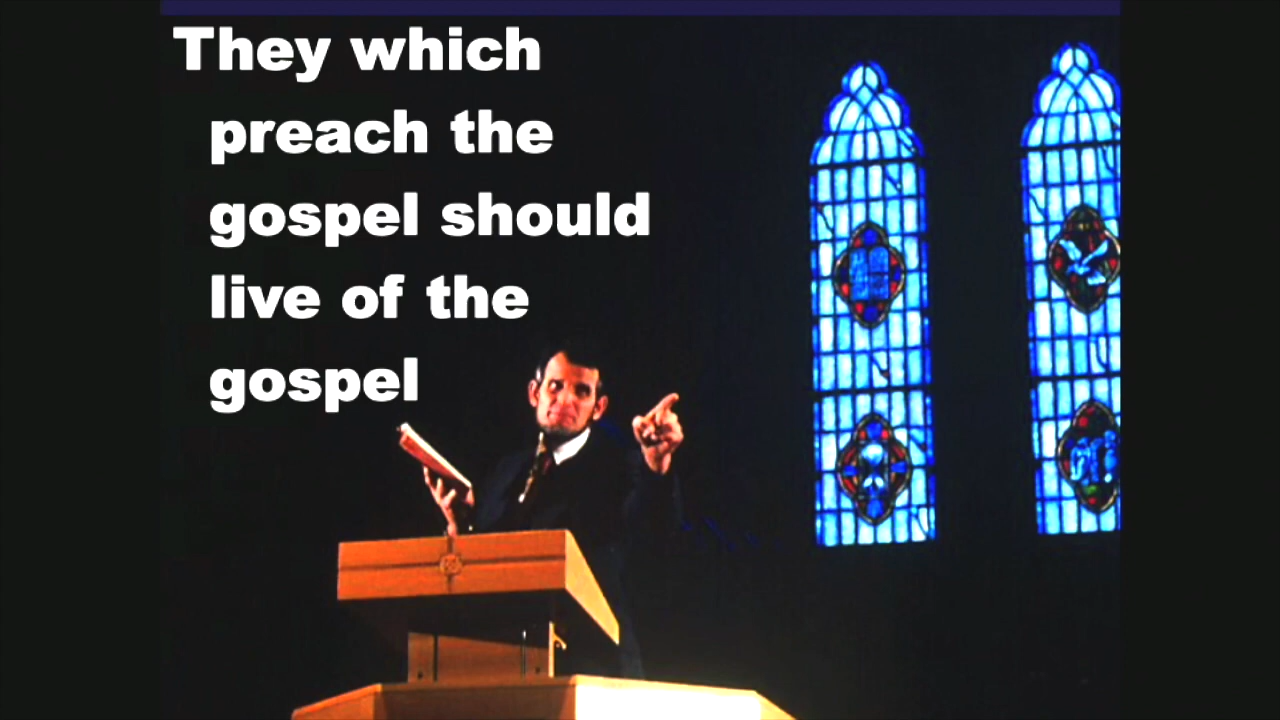 They which
preach the
gospel should
live of the
gospel